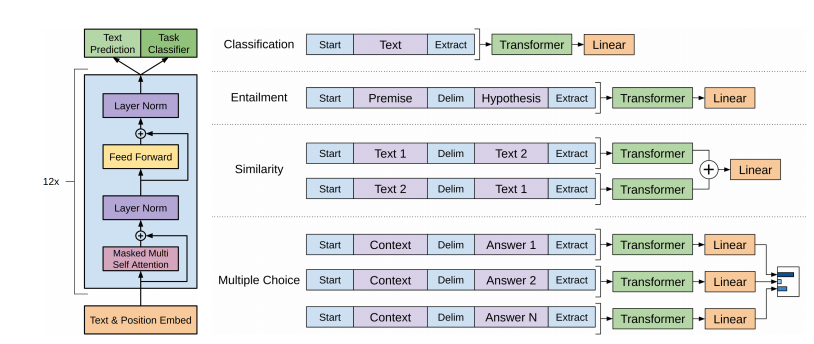 Text
Prediction
Task
Classifier
Layer Norm
+
Feed Forward
12x
Layer Norm
+
Masked Multi
Self Attention
Text & Position Embed
Classification
Start Text Extract Transformer Linear
Entailment
Start Premise Delim Hypothesis Extract Transformer Linear
Similarity
Start Text 1 Delim Text 2 Extract Transformer
+ Linear
Start Text 2 Delim Text 1 Extract Transformer
Multiple Choice
Start Context Delim Answer 1 Extract Transformer Linear
Start Context Delim Answer 2 Extract Transformer Linear
Start Context Delim Answer N Extract Transformer Linear